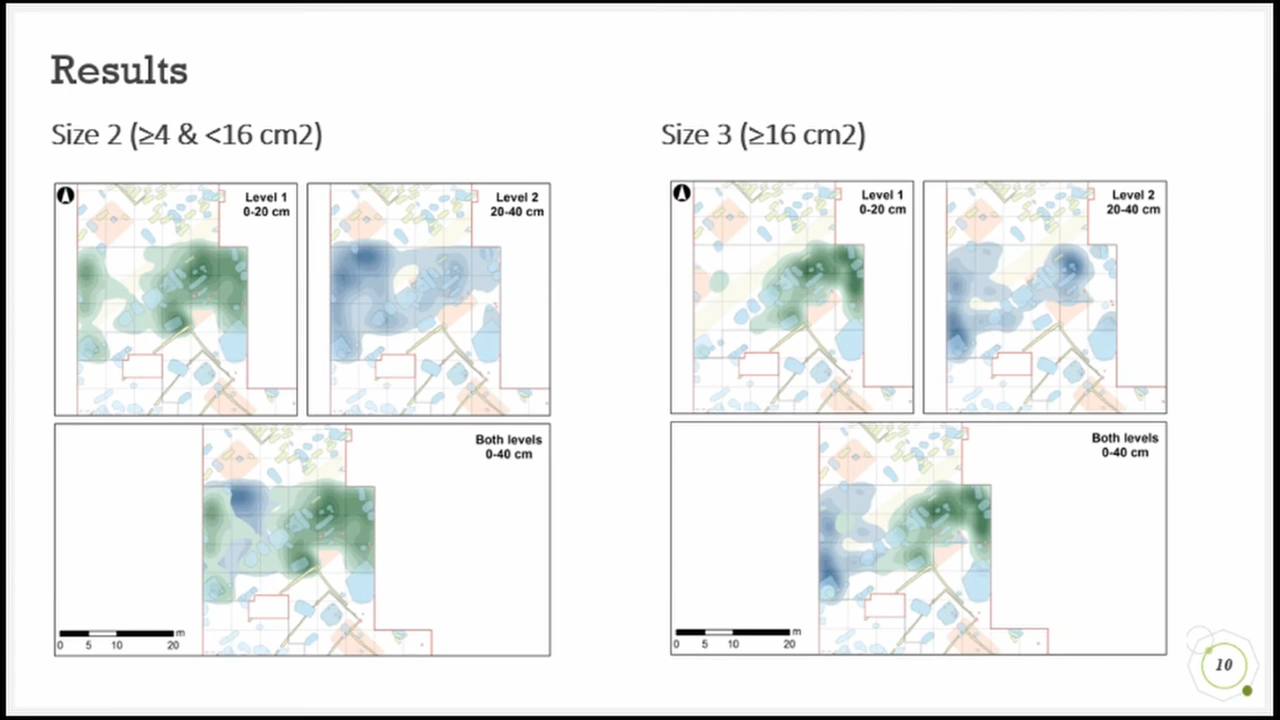 Results
Size 2 (≥4 & <16 cm2)
Level 1
0-20 cm
Level 2
20-40 cm
Both levels
0-40 cm
0 5 10 20 m
Size 3 (≥16 cm2)
Level 1
0-20 cm
Level 2
20-40 cm
Both levels
0-40 cm
0 5 10 20 m
10